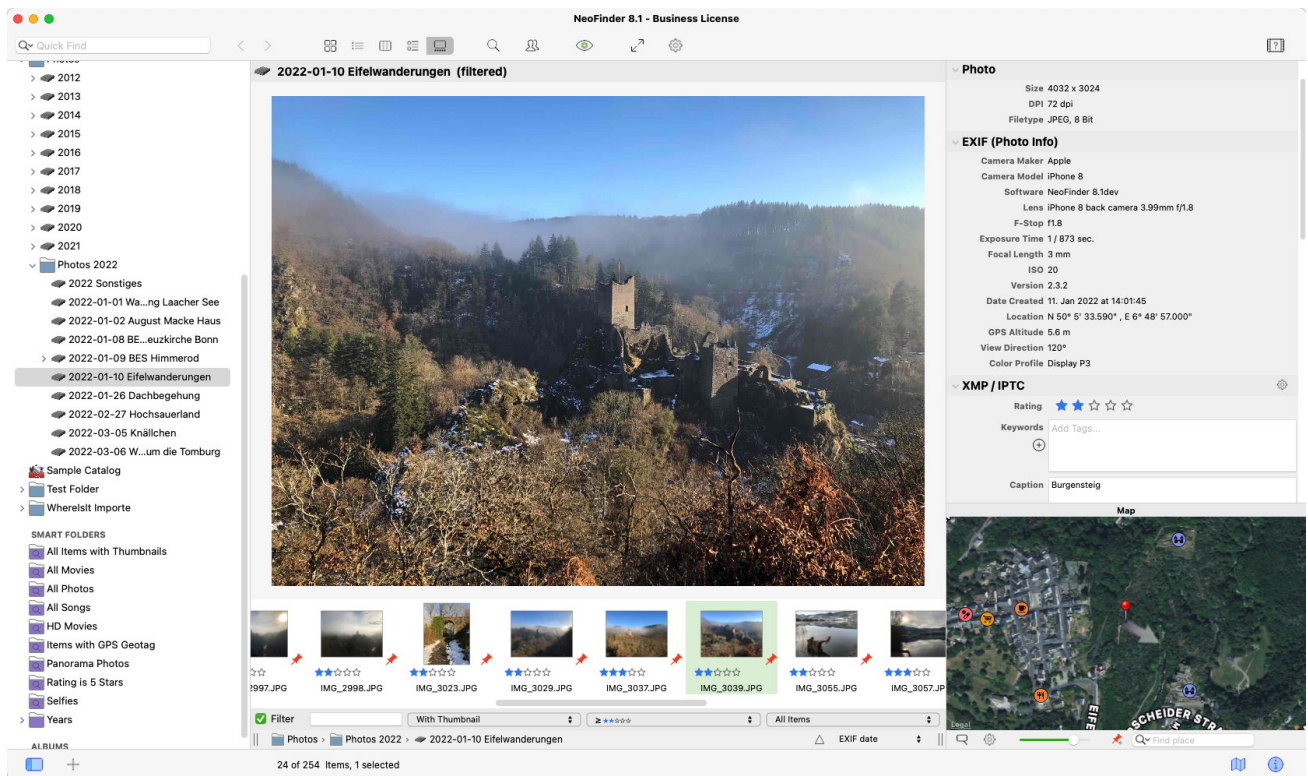 NeoFinder 8.1 - Business License
Quick Find
?
Photos
2012
2013
2014
2015
2016
2017
2018
2019
2020
2021
Photos 2022
2022 Sonstiges
2022-01-01 Wa...ng Laacher See
2022-01-02 August Macke Haus
2022-01-08 BE...euzkirche Bonn
2022-01-09 BES Himmerod
2022-01-10 Eifelwanderungen
2022-01-26 Dachbegehung
2022-02-27 Hochsauerland
2022-03-05 Knällchen
2022-03-06 W...um die Tomburg
Sample Catalog
Test Folder
WhereIsIt Importe
SMART FOLDERS
All Items with Thumbnails
All Movies
All Photos
All Songs
HD Movies
Items with GPS Geotag
Panorama Photos
Rating is 5 Stars
Selfies
Years
ALBUMS
2022-01-10 Eifelwanderungen (filtered)
2997.JPG IMG_2998.JPG IMG_3023.JPG IMG_3029.JPG IMG_3037.JPG IMG_3039.JPG IMG_3055.JPG IMG_3057.JP
Filter With Thumbnail ≥ ★★☆☆☆ All Items
Photos › Photos 2022 › 2022-01-10 Eifelwanderungen EXIF date
24 of 254 Items, 1 selected
Photo
Size 4032 x 3024
DPI 72 dpi
Filetype JPEG, 8 Bit
EXIF (Photo Info)
Camera Maker Apple
Camera Model iPhone 8
Software NeoFinder 8.1dev
Lens iPhone 8 back camera 3.99mm f/1.8
F-Stop f1.8
Exposure Time 1 / 873 sec.
Focal Length 3 mm
ISO 20
Version 2.3.2
Date Created 11. Jan 2022 at 14:01:45
Location N 50° 5' 33.590" , E 6° 48' 57.000"
GPS Altitude 5.6 m
View Direction 120°
Color Profile Display P3
XMP / IPTC
Rating ★★☆☆☆
Keywords Add Tags...
Caption Burgensteig
Map
EIFE
SCHEIDER STR
Legal
Find place